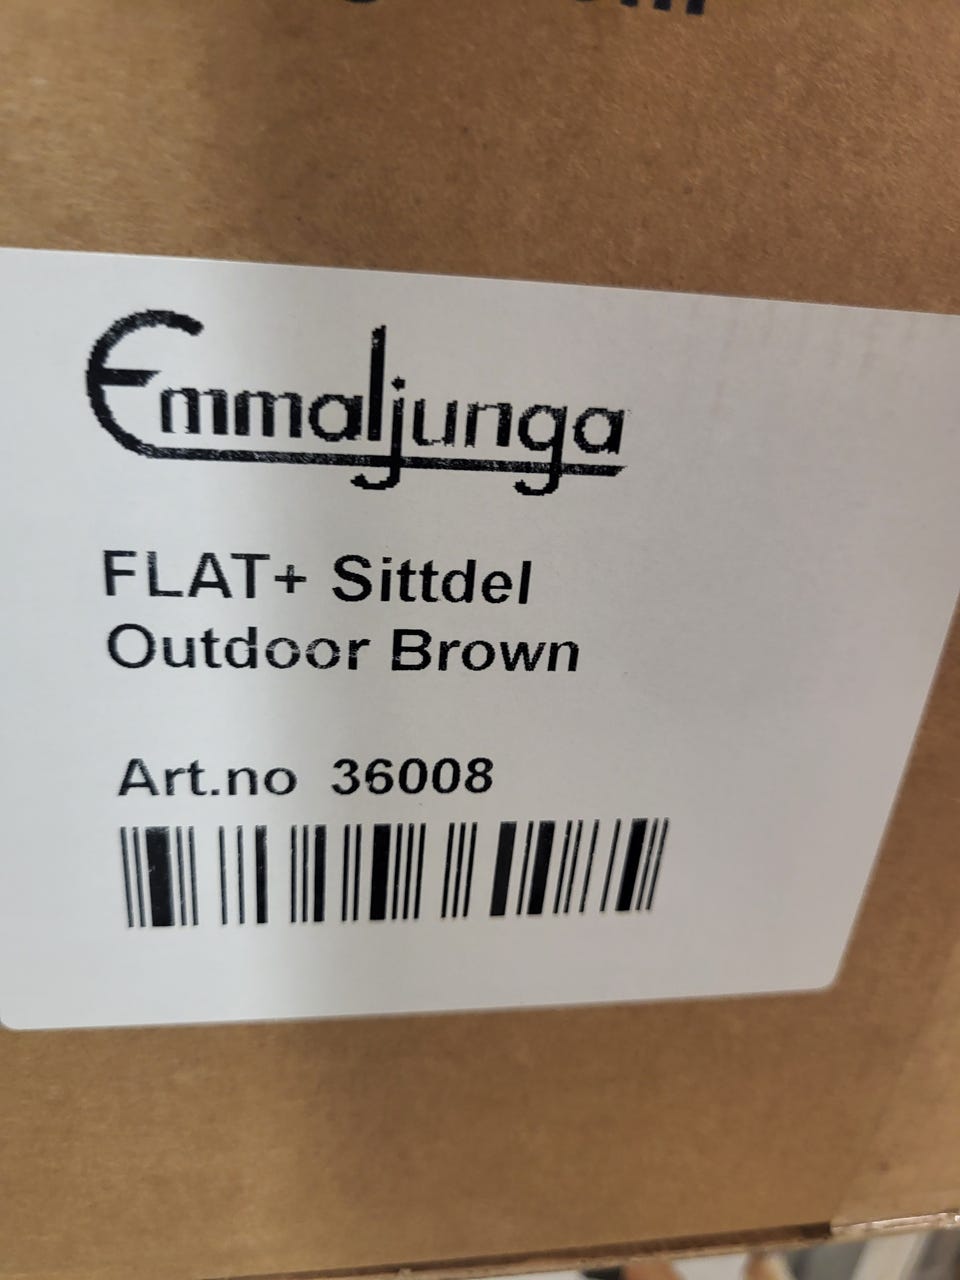 Emmaljunga
FLAT+ Sittdel
Outdoor Brown
Art.no 36008